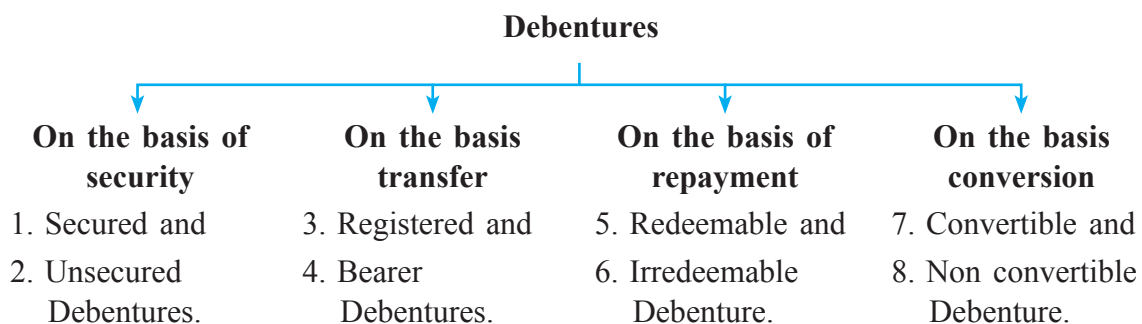 Debentures
On the basis of
security
1. Secured and
2. Unsecured
Debentures.
On the basis
transfer
3. Registered and
4. Bearer
Debentures.
On the basis of
repayment
5. Redeemable and
6. Irredeemable
Debenture.
On the basis
conversion
7. Convertible and
8. Non convertible
Debenture.